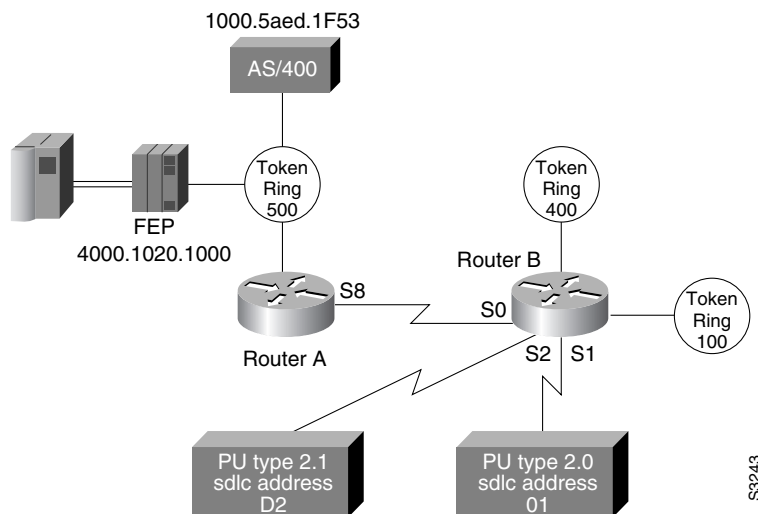 1000.5aed.1F53
AS/400
Token
Ring
500
FEP
4000.1020.1000
Token
Ring
400
Router B
S8
S0
Token
Ring
100
Router A
S2
S1
PU type 2.1
sdlc address
D2
PU type 2.0
sdlc address
01
S3243